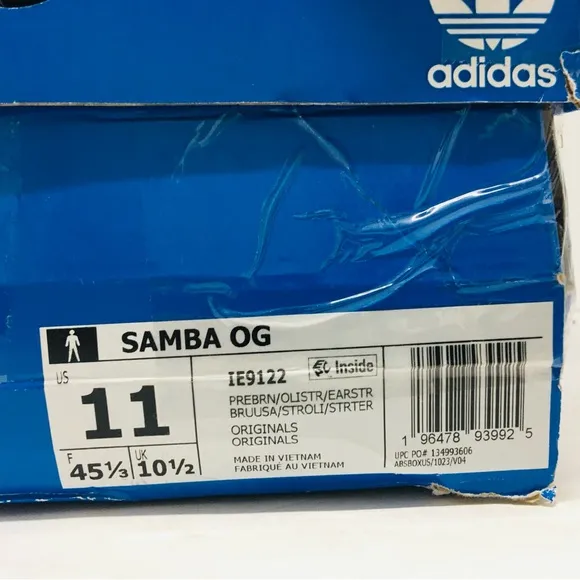 adidas
SAMBA OG
US
11
F
45⅓
UK
10½
IE9122
Inside
PREBRN/OLISTR/EARSTR
BRUUSA/STROLI/STRTER
ORIGINALS
ORIGINALS
MADE IN VIETNAM
FABRIQUÉ AU VIETNAM
1 96478 93992 5
UPC PO# 134993606
ABSBOXUS/1023/V04